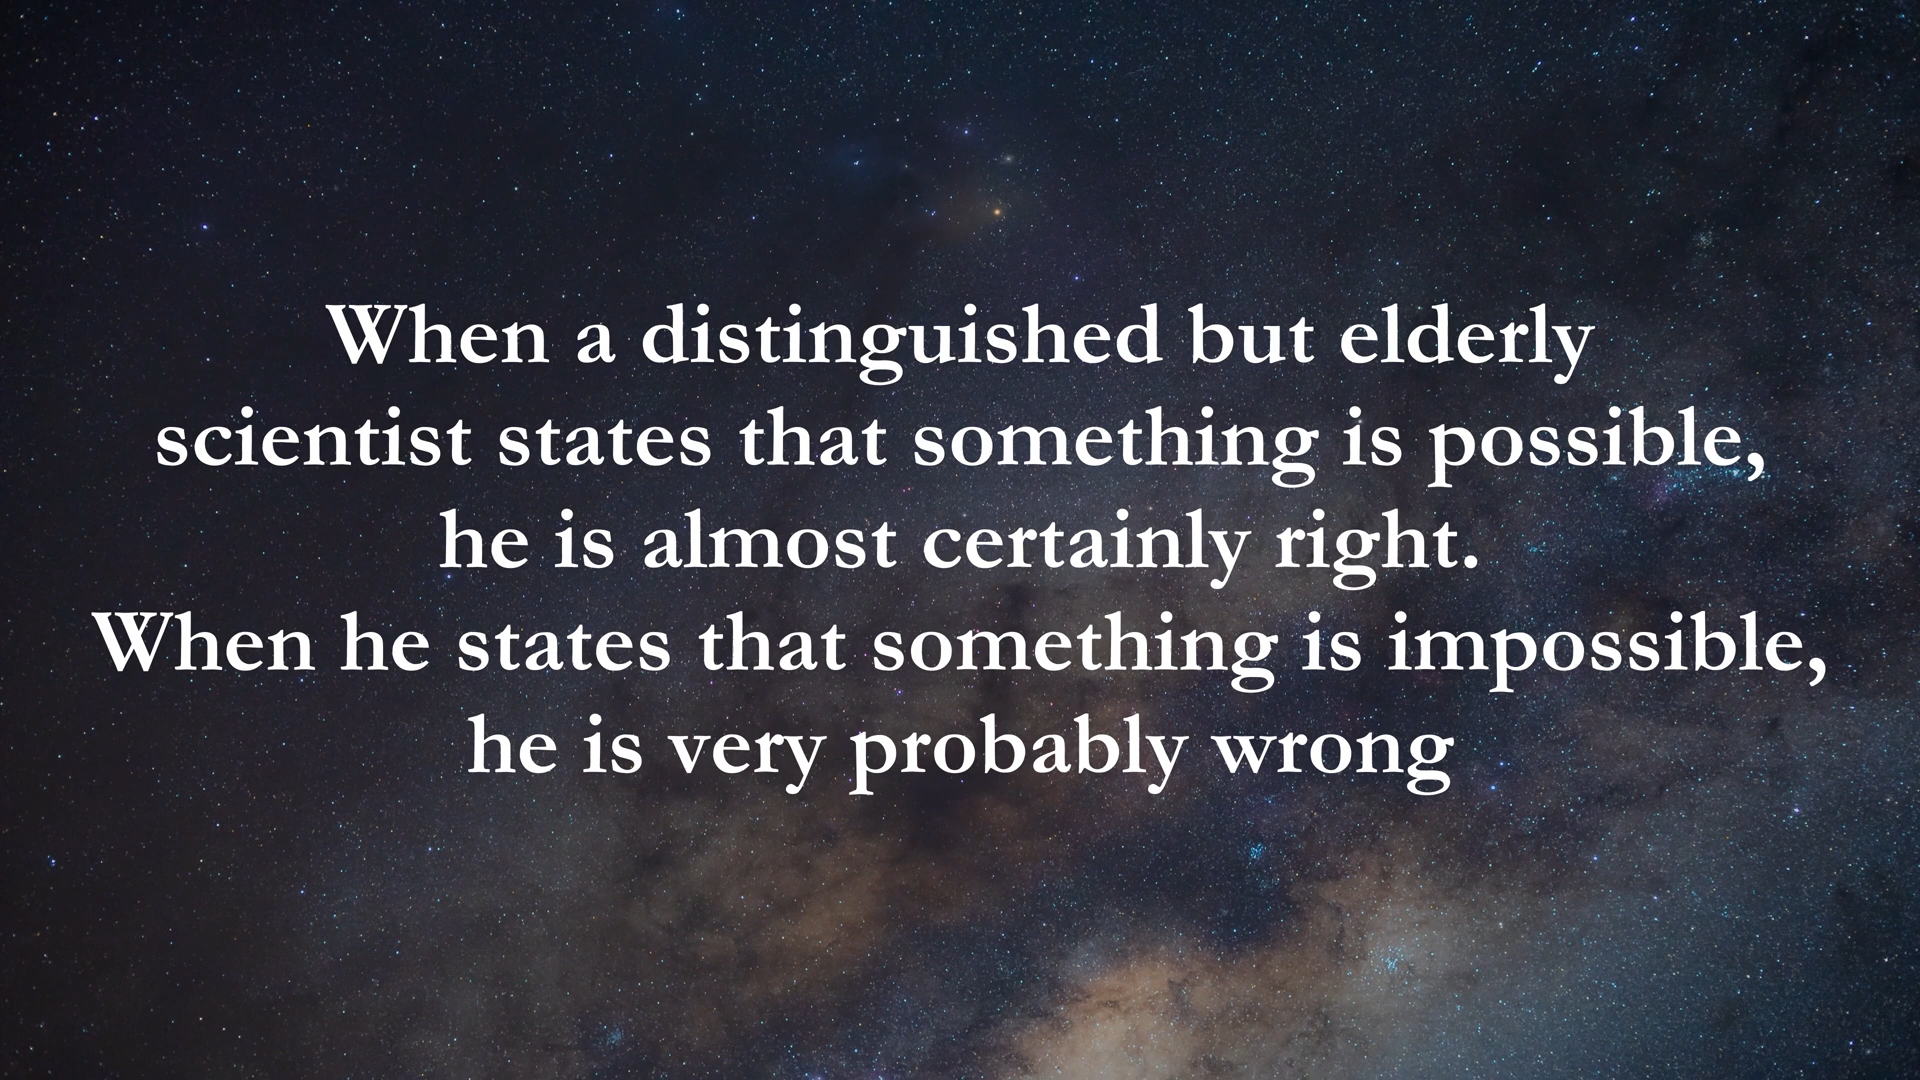 When a distinguished but elderly
scientist states that something is possible,
he is almost certainly right.
When he states that something is impossible,
he is very probably wrong